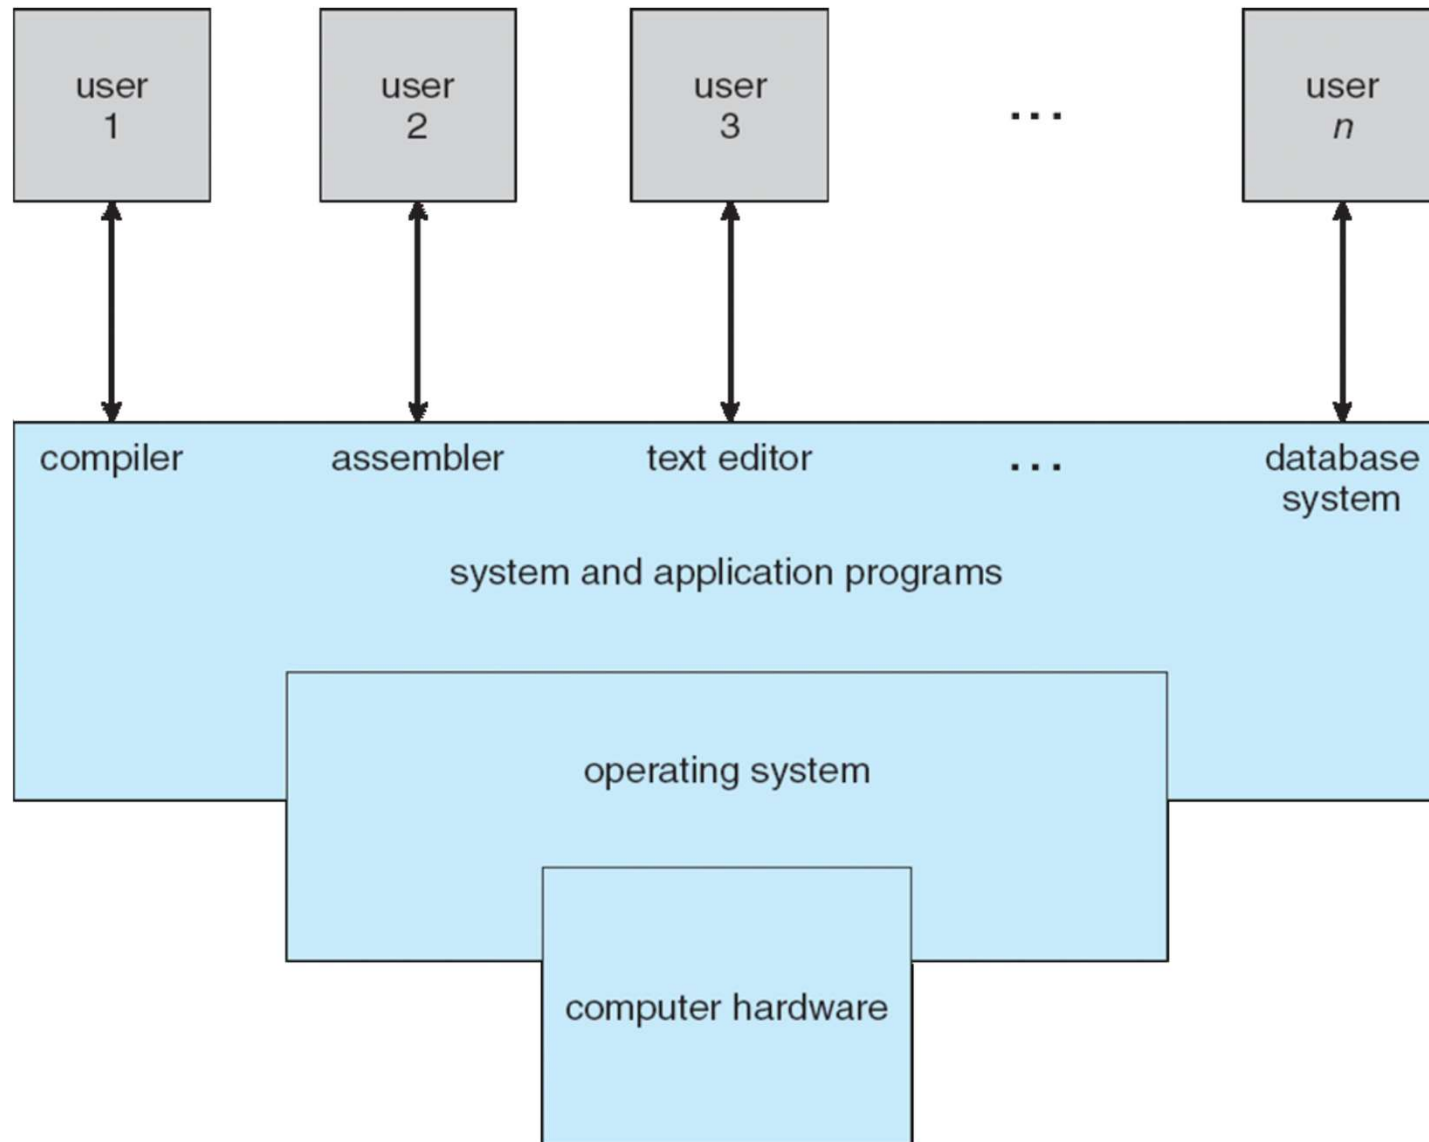 user
1
user
2
user
3
...
user
n
compiler
assembler
text editor
...
database
system
system and application programs
operating system
computer hardware